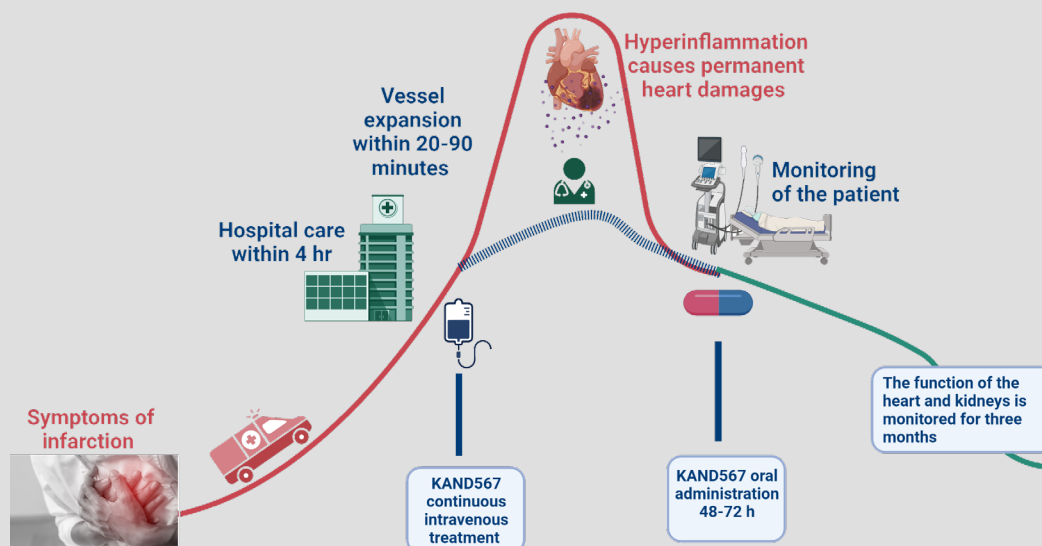 Symptoms of
infarction
Hospital care
within 4 hr
Vessel
expansion
within 20-90
minutes
Hyperinflammation
causes permanent
heart damages
Monitoring
of the patient
KAND567
continuous
intravenous
treatment
KAND567 oral
administration
48-72 h
The function of the
heart and kidneys is
monitored for three
months